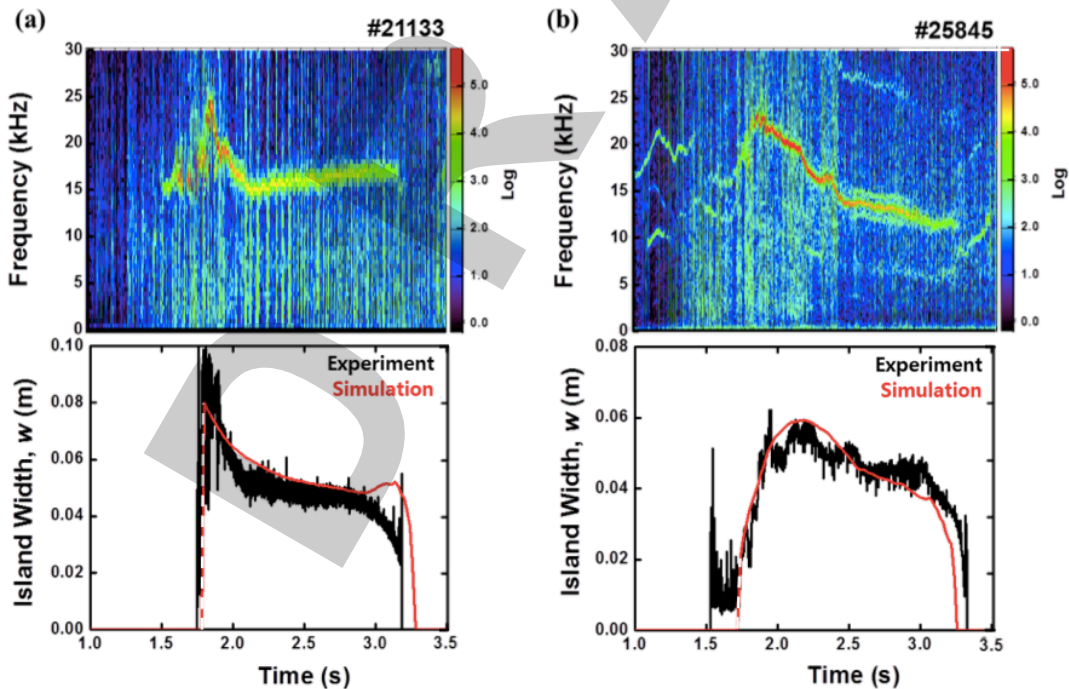 (a)
#21133
30
25
20
15
10
5
0
Frequency (kHz)
5.0
4.0
3.0
2.0
1.0
0.0
Log
0.10
0.08
0.06
0.04
0.02
0.00
Island Width, w (m)
Experiment
Simulation
1.0 1.5 2.0 2.5 3.0 3.5
Time (s)
(b)
#25845
30
25
20
15
10
5
0
Frequency (kHz)
5.0
4.0
3.0
2.0
1.0
0.0
Log
0.08
0.06
0.04
0.02
0.00
Island Width, w (m)
Experiment
Simulation
1.0 1.5 2.0 2.5 3.0 3.5
Time (s)